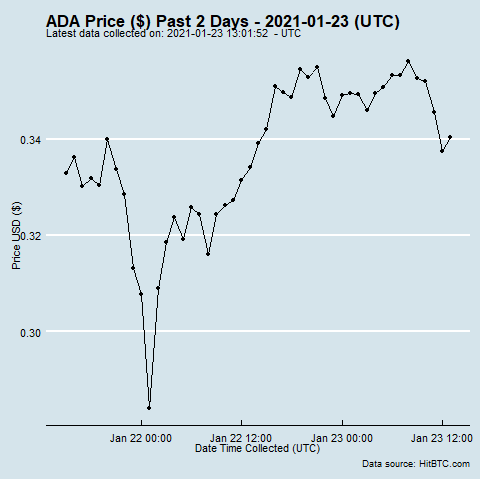 ADA Price ($) Past 2 Days - 2021-01-23 (UTC)
Latest data collected on: 2021-01-23 13:01:52 - UTC
Price USD ($)
0.34
0.32
0.30
Jan 22 00:00 Jan 22 12:00 Jan 23 00:00 Jan 23 12:00
Date Time Collected (UTC)
Data source: HitBTC.com